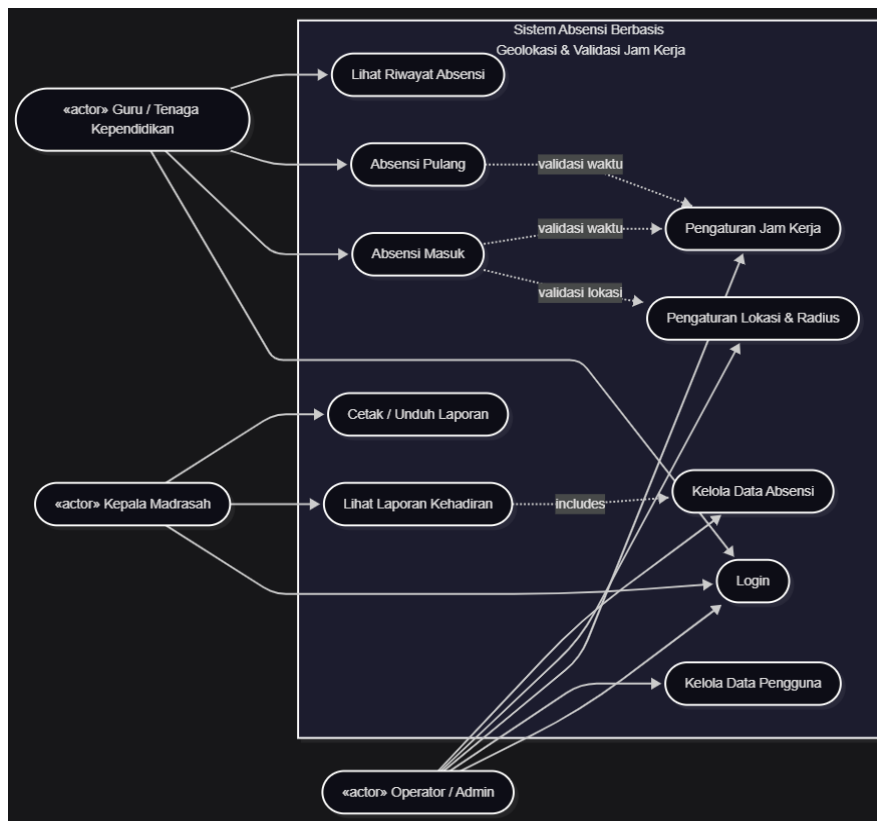 Sistem Absensi Berbasis
Geolokasi & Validasi Jam Kerja
Lihat Riwayat Absensi
«actor» Guru / Tenaga
Kependidikan
Absensi Pulang
validasi waktu
Pengaturan Jam Kerja
Absensi Masuk
validasi waktu
validasi lokasi
Pengaturan Lokasi & Radius
Cetak / Unduh Laporan
«actor» Kepala Madrasah
Lihat Laporan Kehadiran
includes
Kelola Data Absensi
Login
Kelola Data Pengguna
«actor» Operator / Admin